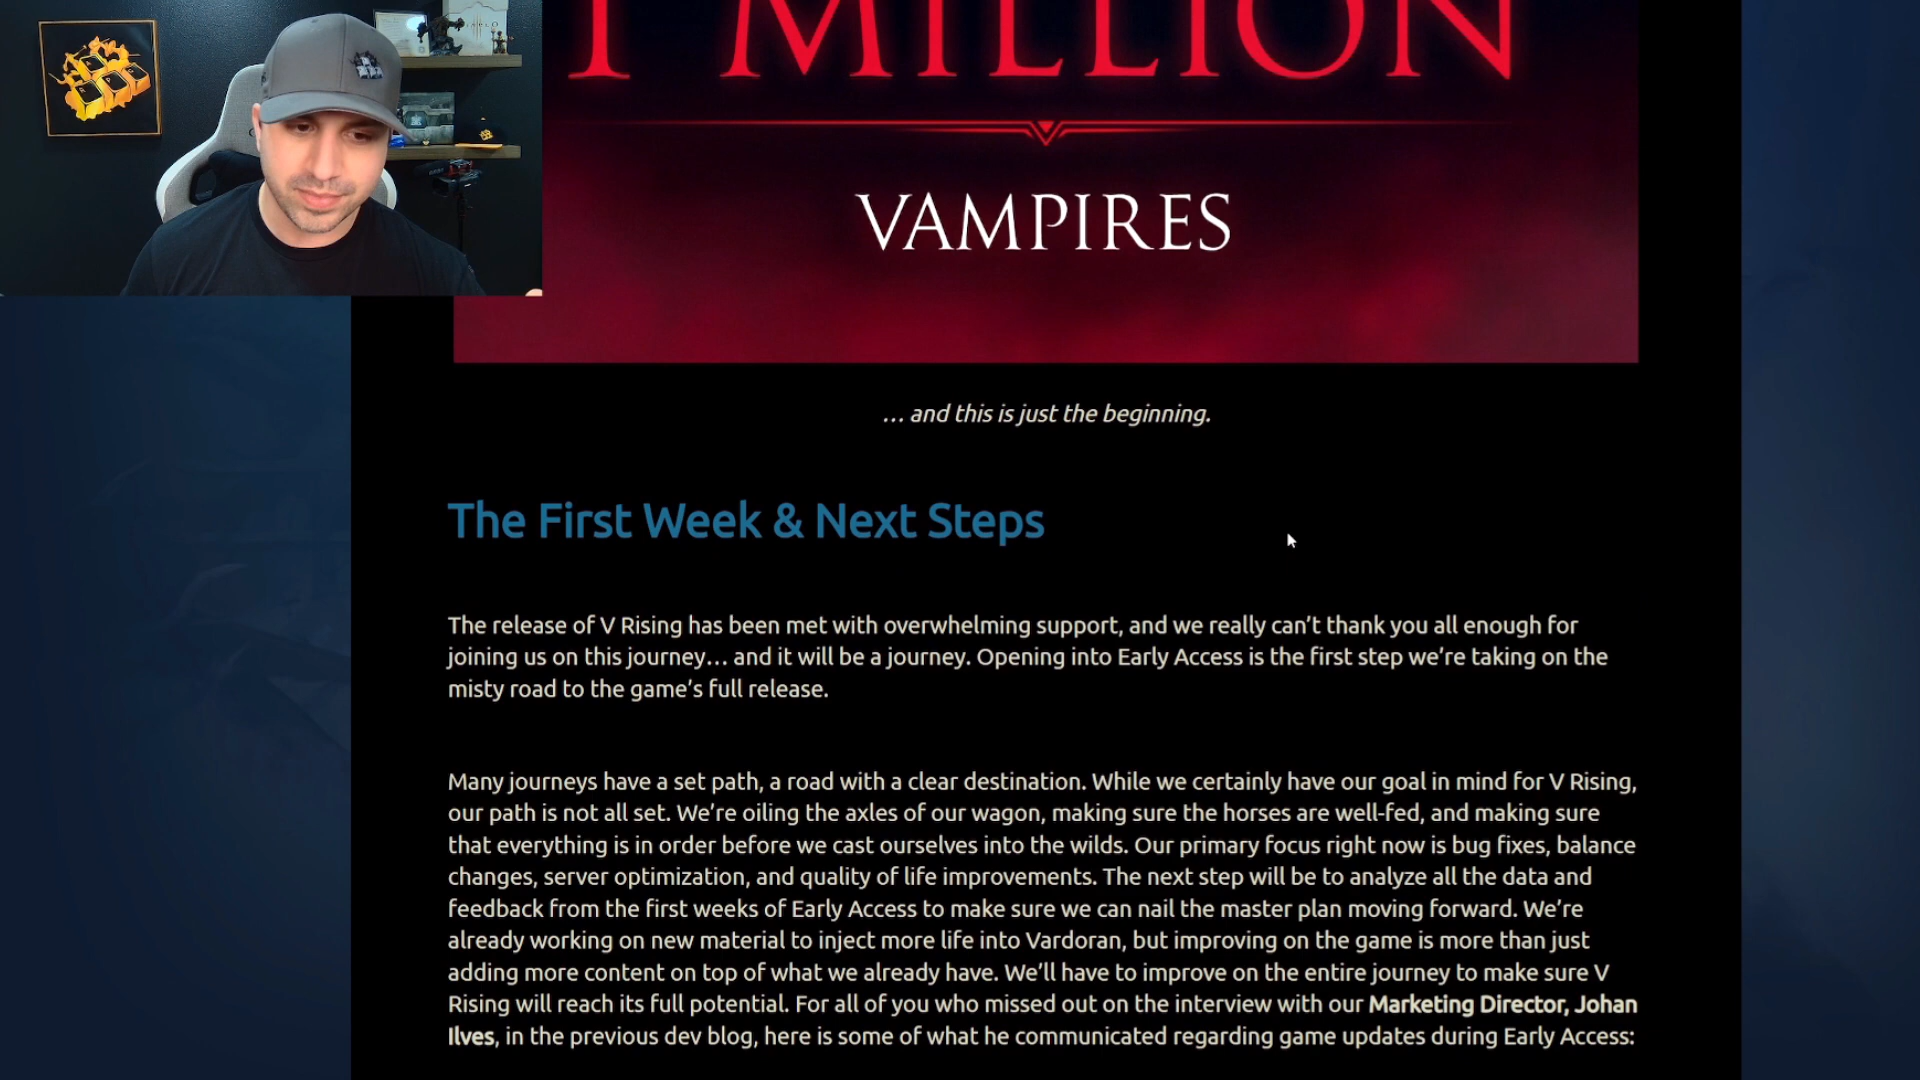 1 MILLION
VAMPIRES
… and this is just the beginning.
The First Week & Next Steps
The release of V Rising has been met with overwhelming support, and we really can’t thank you all enough for
joining us on this journey… and it will be a journey. Opening into Early Access is the first step we’re taking on the
misty road to the game’s full release.
Many journeys have a set path, a road with a clear destination. While we certainly have our goal in mind for V Rising,
our path is not all set. We’re oiling the axles of our wagon, making sure the horses are well-fed, and making sure
that everything is in order before we cast ourselves into the wilds. Our primary focus right now is bug fixes, balance
changes, server optimization, and quality of life improvements. The next step will be to analyze all the data and
feedback from the first weeks of Early Access to make sure we can nail the master plan moving forward. We’re
already working on new material to inject more life into Vardoran, but improving on the game is more than just
adding more content on top of what we already have. We’ll have to improve on the entire journey to make sure V
Rising will reach its full potential. For all of you who missed out on the interview with our Marketing Director, Johan
Ilves, in the previous dev blog, here is some of what he communicated regarding game updates during Early Access: